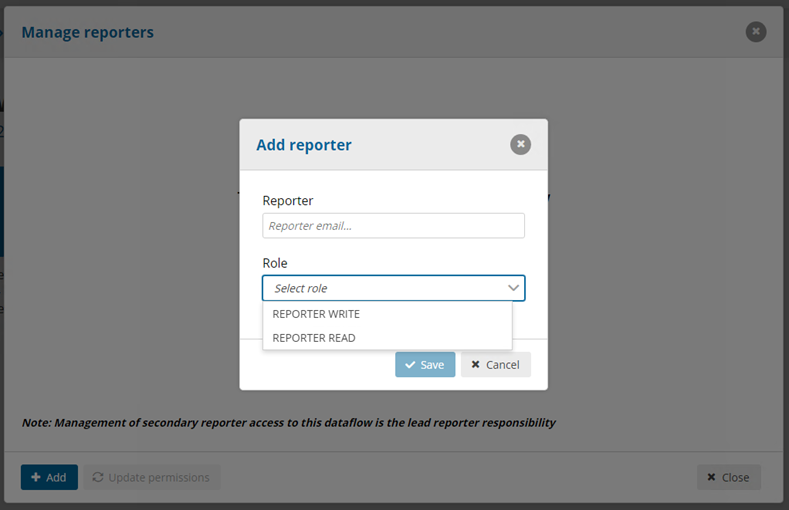 Manage reporters
Add reporter
Reporter
Reporter email...
Role
Select role
REPORTER WRITE
REPORTER READ
Save
Cancel
Note: Management of secondary reporter access to this dataflow is the lead reporter responsibility
Add
Update permissions
Close